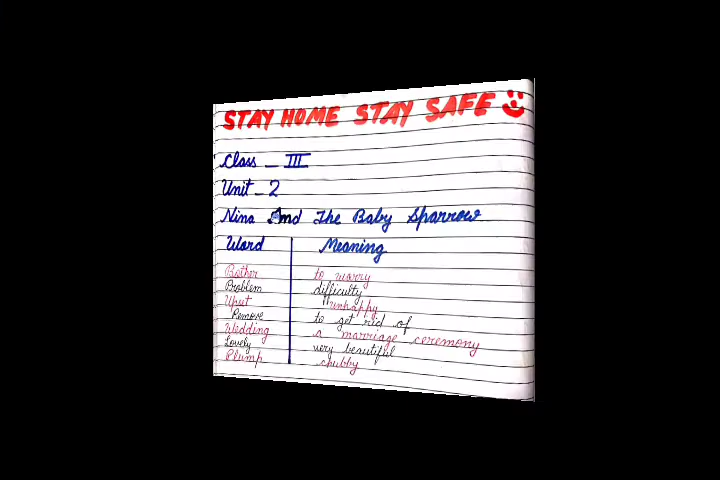 STAY HOME STAY SAFE
Class _ III
Unit - 2
Nina And The Baby Sparrow
Word Meaning
Bother to worry
Problem difficulty
Upset unhappy
Remove to get rid of
Wedding a marriage ceremony
Lovely very beautiful
Plump chubby